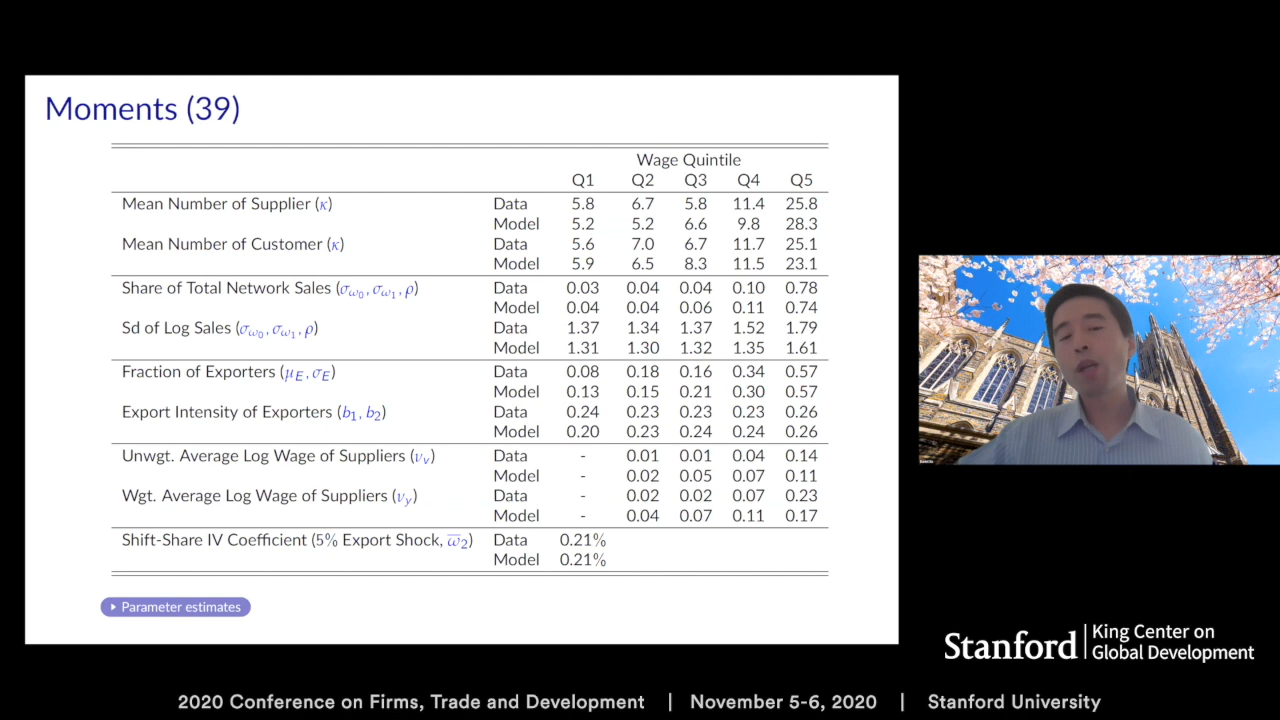 Moments (39)
Wage Quintile
Q1 Q2 Q3 Q4 Q5
Mean Number of Supplier (κ) Data 5.8 6.7 5.8 11.4 25.8
Model 5.2 5.2 6.6 9.8 28.3
Mean Number of Customer (κ) Data 5.6 7.0 6.7 11.7 25.1
Model 5.9 6.5 8.3 11.5 23.1
Share of Total Network Sales (σω₀, σω₁, ρ) Data 0.03 0.04 0.04 0.10 0.78
Model 0.04 0.04 0.06 0.11 0.74
Sd of Log Sales (σω₀, σω₁, ρ) Data 1.37 1.34 1.37 1.52 1.79
Model 1.31 1.30 1.32 1.35 1.61
Fraction of Exporters (μE, σE) Data 0.08 0.18 0.16 0.34 0.57
Model 0.13 0.15 0.21 0.30 0.57
Export Intensity of Exporters (b₁, b₂) Data 0.24 0.23 0.23 0.23 0.26
Model 0.20 0.23 0.24 0.24 0.26
Unwgt. Average Log Wage of Suppliers (νv) Data - 0.01 0.01 0.04 0.14
Model - 0.02 0.05 0.07 0.11
Wgt. Average Log Wage of Suppliers (νy) Data - 0.02 0.02 0.07 0.23
Model - 0.04 0.07 0.11 0.17
Shift-Share IV Coefficient (5% Export Shock, ω̅₂) Data 0.21%
Model 0.21%
Parameter estimates
Stanford | King Center on
Global Development
2020 Conference on Firms, Trade and Development | November 5-6, 2020 | Stanford University